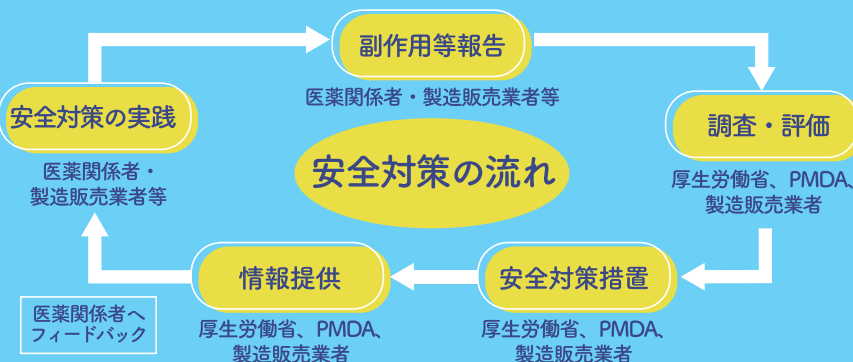 副作用等報告
医薬関係者・製造販売業者等
安全対策の実践
医薬関係者・
製造販売業者等
調査・評価
厚生労働省、PMDA、
製造販売業者
安全対策の流れ
情報提供
厚生労働省、PMDA、
製造販売業者
安全対策措置
厚生労働省、PMDA、
製造販売業者
医薬関係者へ
フィードバック